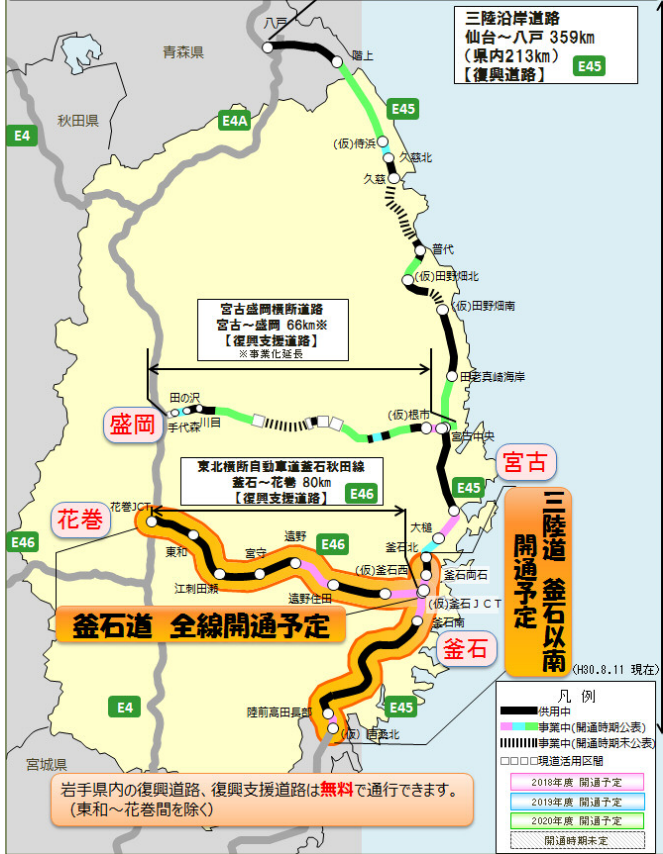 八戸
三陸沿岸道路
仙台～八戸 359km
（県内213km）
【復興道路】
E45
青森県
階上
秋田県
E4
E4A
E45
(仮)侍浜
久慈北
久慈
普代
(仮)田野畑北
(仮)田野畑南
宮古盛岡横断道路
宮古～盛岡 66km※
【復興支援道路】
※事業化延長
田老真崎海岸
田の沢
手代森
川目
盛岡
(仮)根市
宮古中央
宮古
東北横断自動車道釜石秋田線
釜石～花巻 80km
【復興支援道路】
E46
E45
花巻
花巻JCT
大槌
釜石北
E46
東和
宮守
遠野
E46
(仮)釜石西
釜石両石
江刺田瀬
遠野住田
(仮)釜石ＪＣＴ
釜石南
釜石道 全線開通予定
釜石
三陸道 釜石以南
開通予定
(H30.8.11 現在)
E4
E45
陸前高田長部
(仮）唐桑北
宮城県
凡 例
供用中
事業中(開通時期公表)
事業中(開通時期未公表)
現道活用区間
2018年度 開通予定
2019年度 開通予定
2020年度 開通予定
開通時期未定
岩手県内の復興道路、復興支援道路は無料で通行できます。
（東和～花巻間を除く）